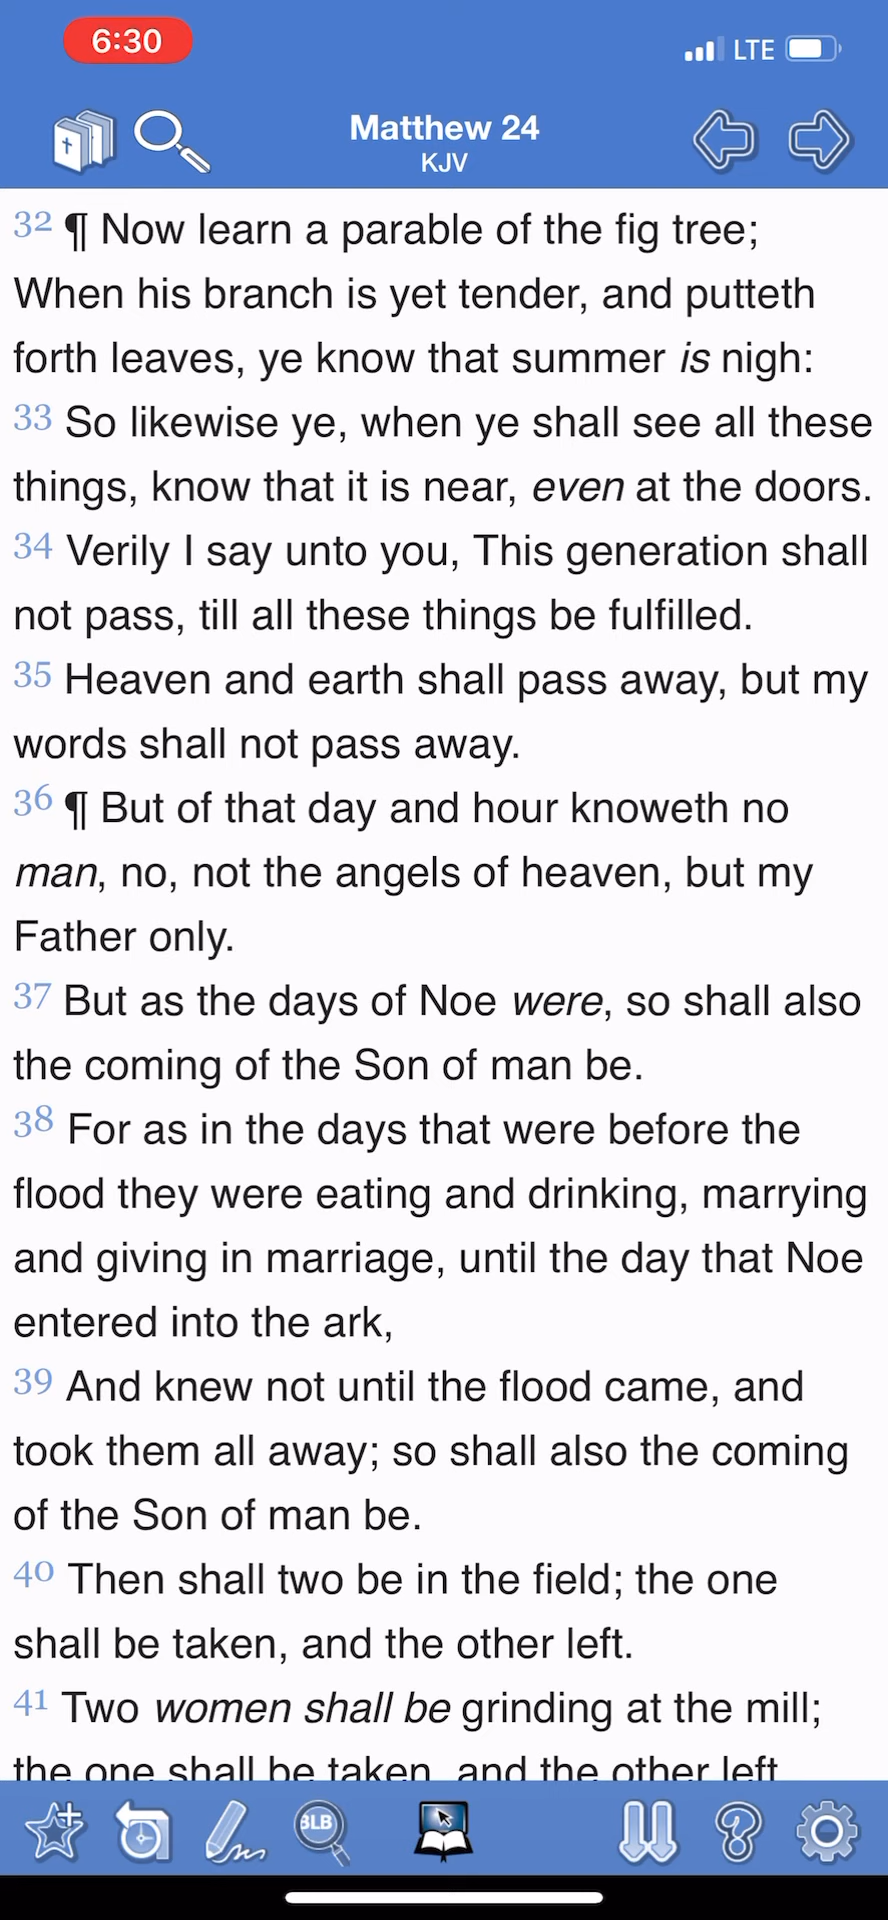 6:30
LTE
Matthew 24
KJV
32 ¶ Now learn a parable of the fig tree;
When his branch is yet tender, and putteth
forth leaves, ye know that summer is nigh:
33 So likewise ye, when ye shall see all these
things, know that it is near, even at the doors.
34 Verily I say unto you, This generation shall
not pass, till all these things be fulfilled.
35 Heaven and earth shall pass away, but my
words shall not pass away.
36 ¶ But of that day and hour knoweth no
man, no, not the angels of heaven, but my
Father only.
37 But as the days of Noe were, so shall also
the coming of the Son of man be.
38 For as in the days that were before the
flood they were eating and drinking, marrying
and giving in marriage, until the day that Noe
entered into the ark,
39 And knew not until the flood came, and
took them all away; so shall also the coming
of the Son of man be.
40 Then shall two be in the field; the one
shall be taken, and the other left.
41 Two women shall be grinding at the mill;
the one shall be taken, and the other left
BLB